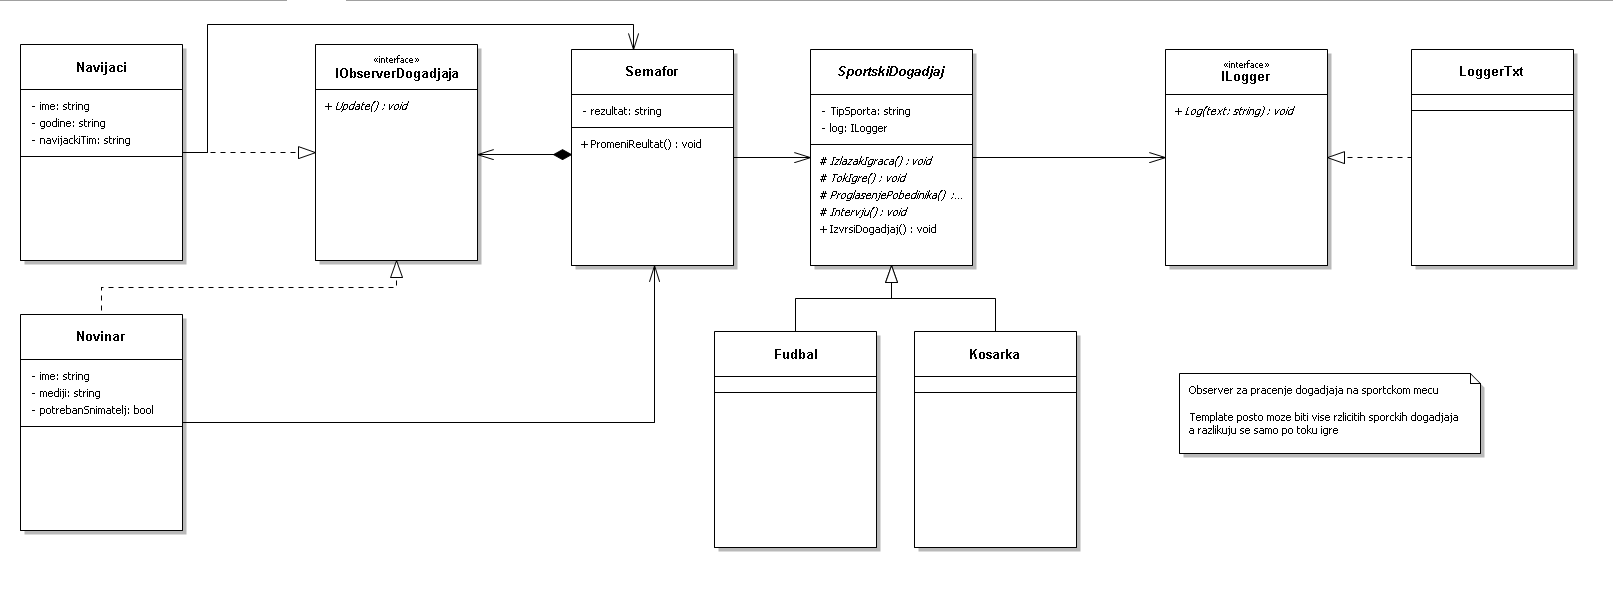 Navijaci
- ime: string
- godine: string
- navijackiTim: string
«interface»
IObserverDogadjaja
+ Update() : void
Semafor
- rezultat: string
+ PromeniReultat() : void
SportskiDogadjaj
- TipSporta: string
- log: ILogger
# IzlazakIgraca() : void
# TokIgre() : void
# ProglasenjePobedinika() :...
# Intervju() : void
+ IzvrsiDogadjaj() : void
«interface»
ILogger
+ Log(text: string) : void
LoggerTxt
Novinar
- ime: string
- mediji: string
- potrebanSnimatelj: bool
Fudbal
Kosarka
Observer za pracenje dogadjaja na sportckom mecu
Template posto moze biti vise rzlicitih sporckih dogadjaja
a razlikuju se samo po toku igre